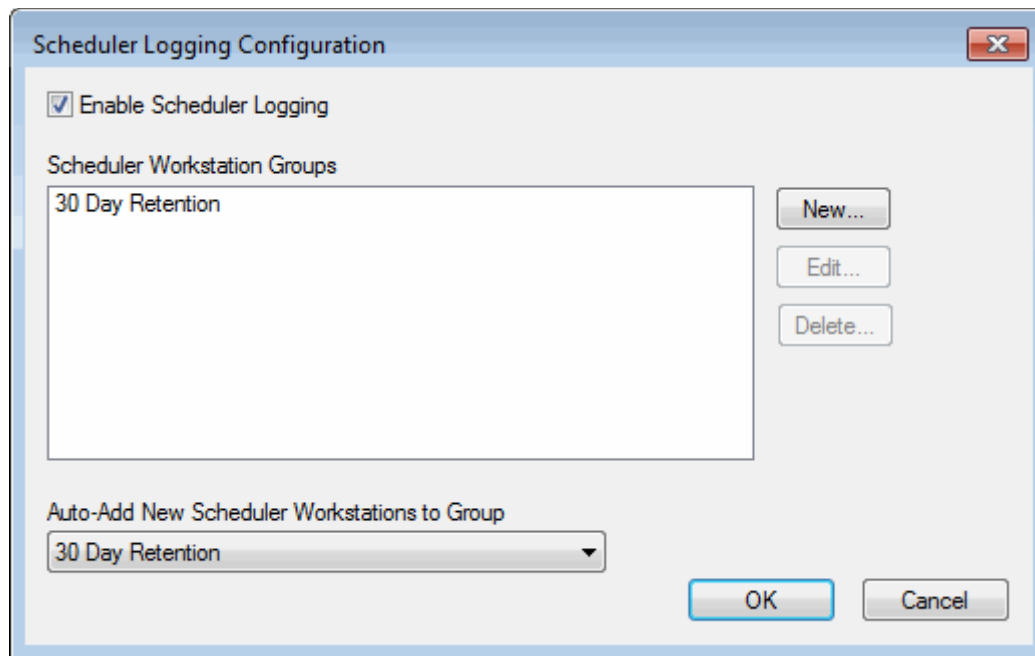 Scheduler Logging Configuration
Enable Scheduler Logging
Scheduler Workstation Groups
30 Day Retention
New...
Edit...
Delete...
Auto-Add New Scheduler Workstations to Group
30 Day Retention
OK
Cancel